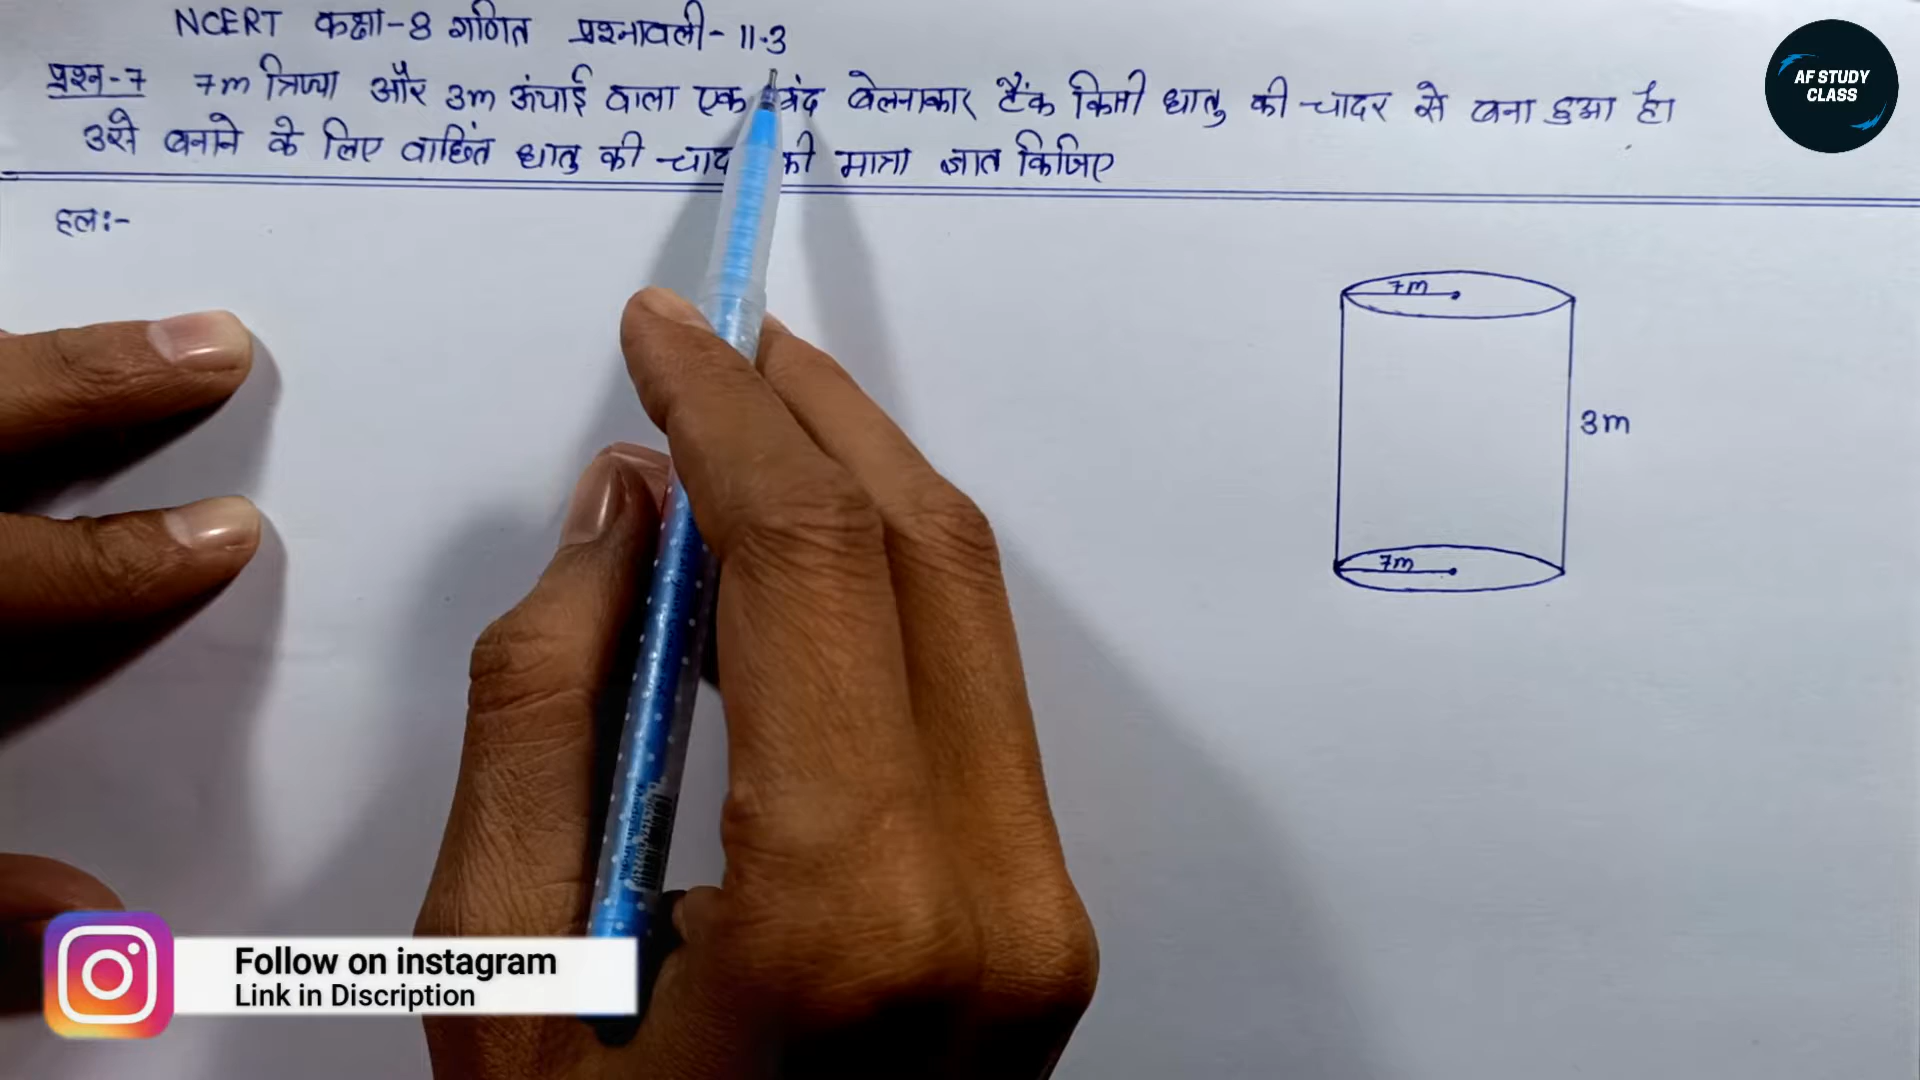 NCERT कक्षा-8 गणित प्रश्नावली- 11.3
प्रश्न-7 7m त्रिज्या और 3m ऊंचाई वाला एक बंद बेलनाकार टैंक किसी धातु की चादर से बना हुआ है।
उसे बनाने के लिए वाछिंत धातु की की मात्रा ज्ञात किजिए
हलः-
7m
3m
7m
AF STUDY
CLASS
Follow on instagram
Link in Discription